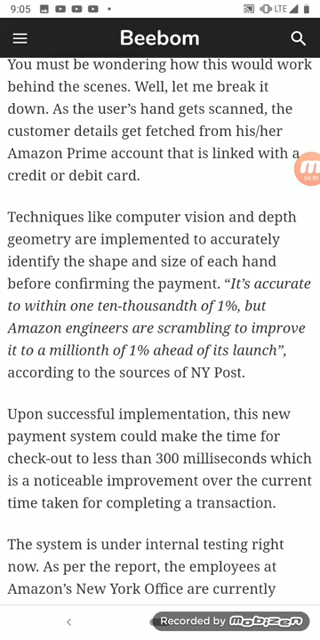 9:05 LTE
Beebom
You must be wondering how this would work
behind the scenes. Well, let me break it
down. As the user's hand gets scanned, the
customer details get fetched from his/her
Amazon Prime account that is linked with a
credit or debit card.
04:39
Techniques like computer vision and depth
geometry are implemented to accurately
identify the shape and size of each hand
before confirming the payment. “It's accurate
to within one ten-thousandth of 1%, but
Amazon engineers are scrambling to improve
it to a millionth of 1% ahead of its launch”,
according to the sources of NY Post.
Upon successful implementation, this new
payment system could make the time for
check-out to less than 300 milliseconds which
is a noticeable improvement over the current
time taken for completing a transaction.
The system is under internal testing right
now. As per the report, the employees at
Amazon's New York Office are currently
Recorded by mobizen